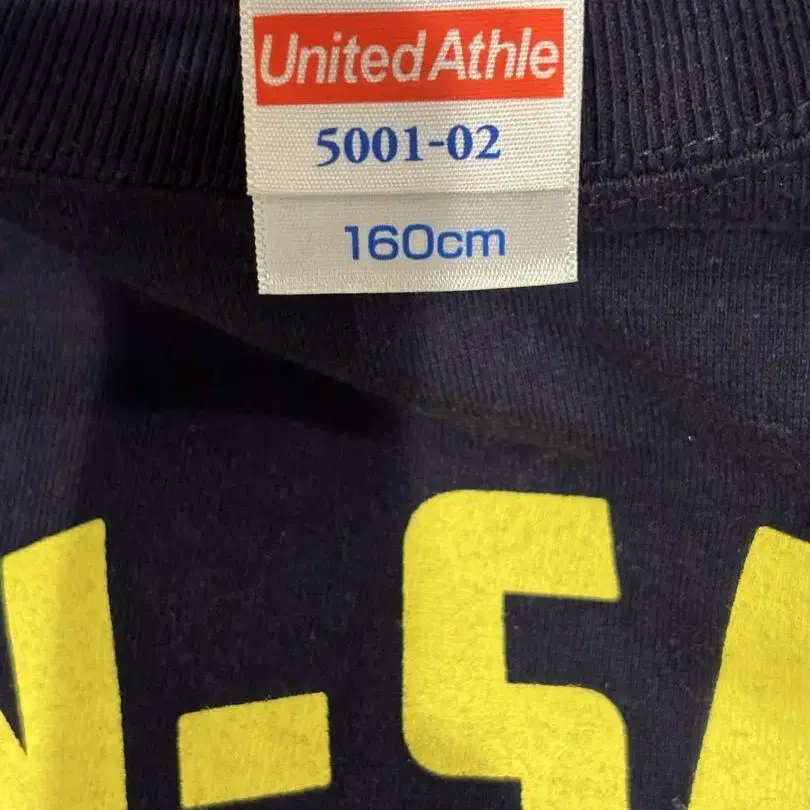 United Athle
5001-02
160cm
N-S